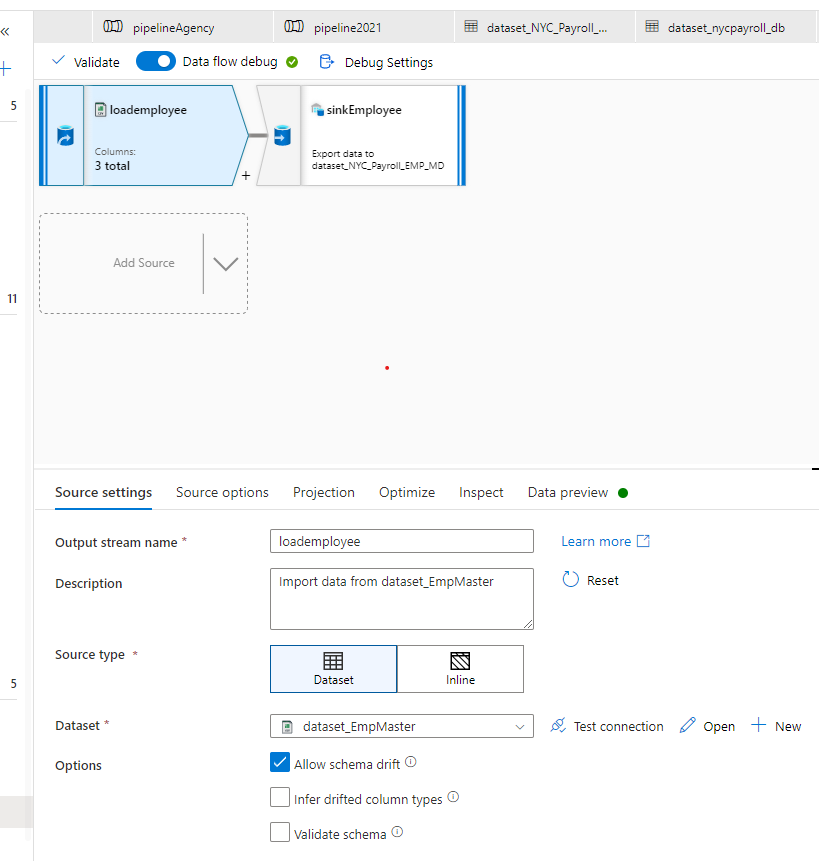 «
pipelineAgency
pipeline2021
dataset_NYC_Payroll_...
dataset_nycpayroll_db
Validate
Data flow debug
Debug Settings
+
5
loademployee
Columns:
3 total
+
sinkEmployee
Export data to
dataset_NYC_Payroll_EMP_MD
Add Source
11
Source settings
Source options
Projection
Optimize
Inspect
Data preview
Output stream name *
loademployee
Learn more
Description
Import data from dataset_EmpMaster
Reset
Source type *
Dataset
Inline
5
Dataset *
dataset_EmpMaster
Test connection
Open
New
Options
Allow schema drift
Infer drifted column types
Validate schema